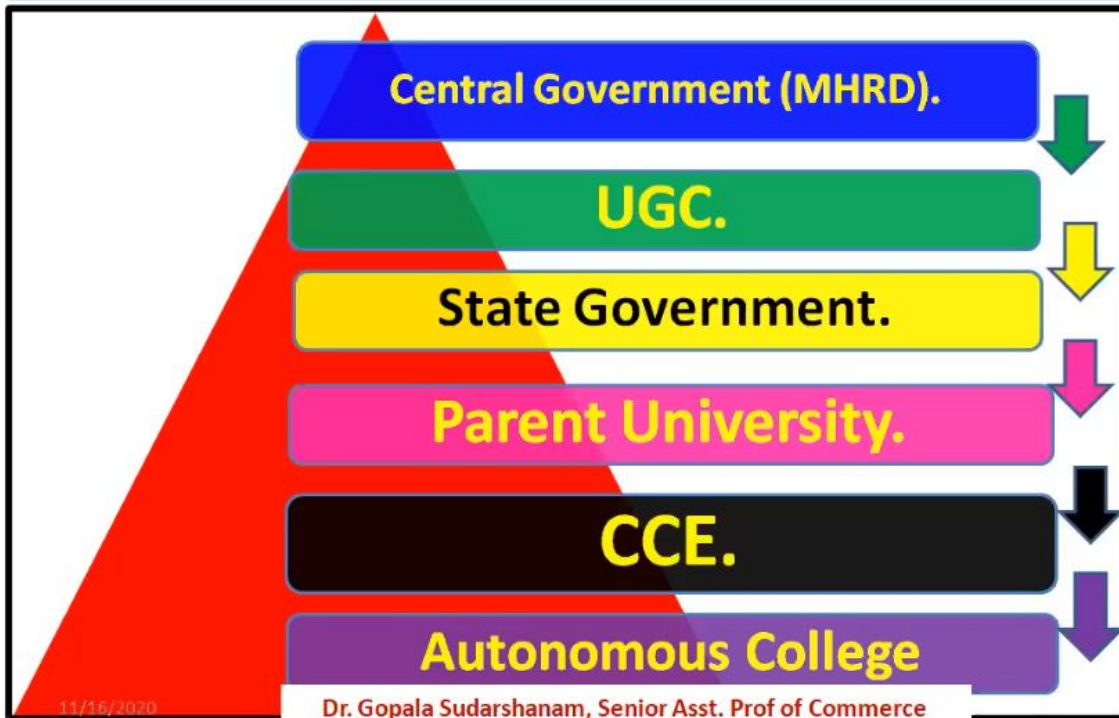 Central Government (MHRD).
UGC.
State Government.
Parent University.
CCE.
Autonomous College
11/16/2020
Dr. Gopala Sudarshanam, Senior Asst. Prof of Commerce